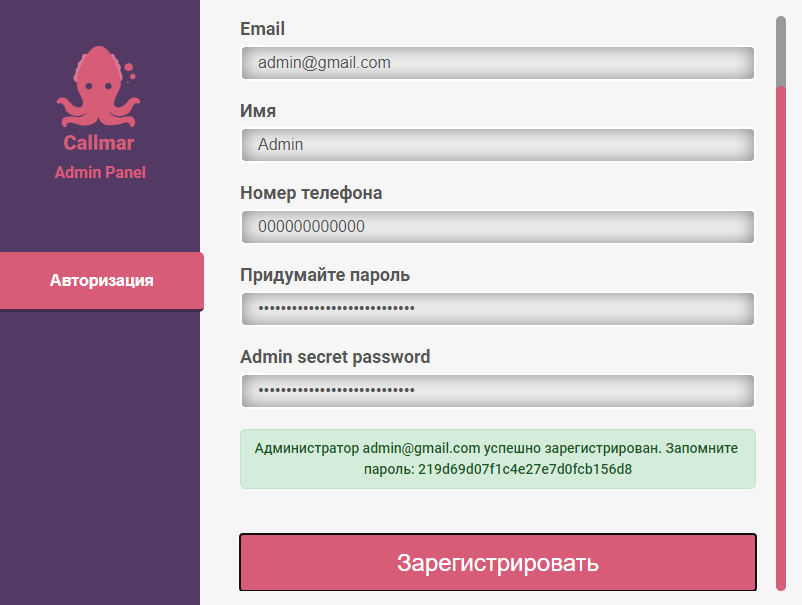 Callmar
Admin Panel
Авторизация
Email
admin@gmail.com
Имя
Admin
Номер телефона
000000000000
Придумайте пароль
••••••••••••••••••••••••••••
Admin secret password
••••••••••••••••••••••••••••
Администратор admin@gmail.com успешно зарегистрирован. Запомните
пароль: 219d69d07f1c4e27e7d0fcb156d8
Зарегистрировать